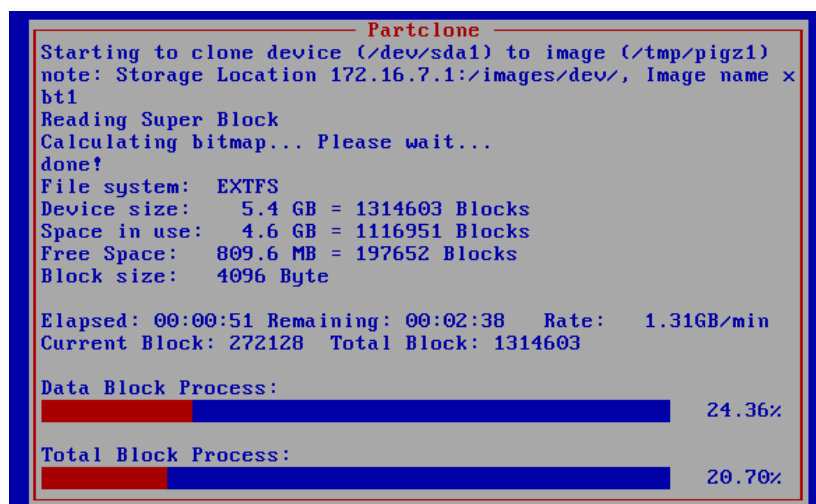 Partclone
Starting to clone device (/dev/sda1) to image (/tmp/pigz1)
note: Storage Location 172.16.7.1:/images/dev/, Image name x
bt1
Reading Super Block
Calculating bitmap... Please wait...
done!
File system: EXTFS
Device size: 5.4 GB = 1314603 Blocks
Space in use: 4.6 GB = 1116951 Blocks
Free Space: 809.6 MB = 197652 Blocks
Block size: 4096 Byte
Elapsed: 00:00:51 Remaining: 00:02:38 Rate: 1.31GB/min
Current Block: 272128 Total Block: 1314603
Data Block Process:
24.36%
Total Block Process:
20.70%